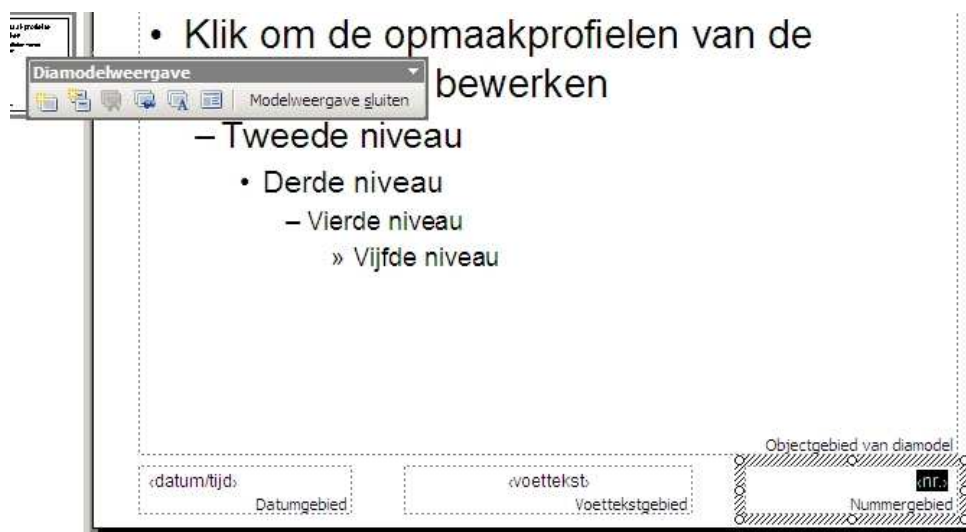 • Klik om de opmaakprofielen van de
bewerken
Diamodelweergave
Modelweergave sluiten
– Tweede niveau
• Derde niveau
– Vierde niveau
» Vijfde niveau
Objectgebied van diamodel
‹datum/tijd›
Datumgebied
‹voettekst›
Voettekstgebied
‹nr.›
Nummergebied